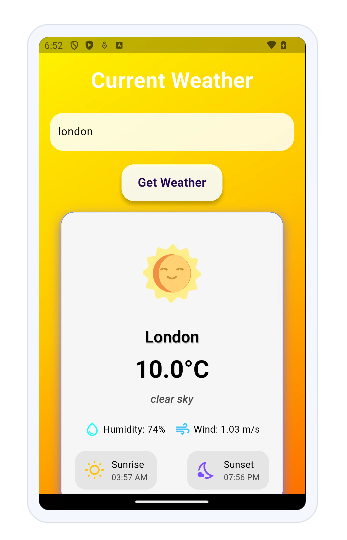 6:52
Current Weather
london
Get Weather
London
10.0°C
clear sky
Humidity: 74% Wind: 1.03 m/s
Sunrise Sunset
03:57 AM 07:56 PM